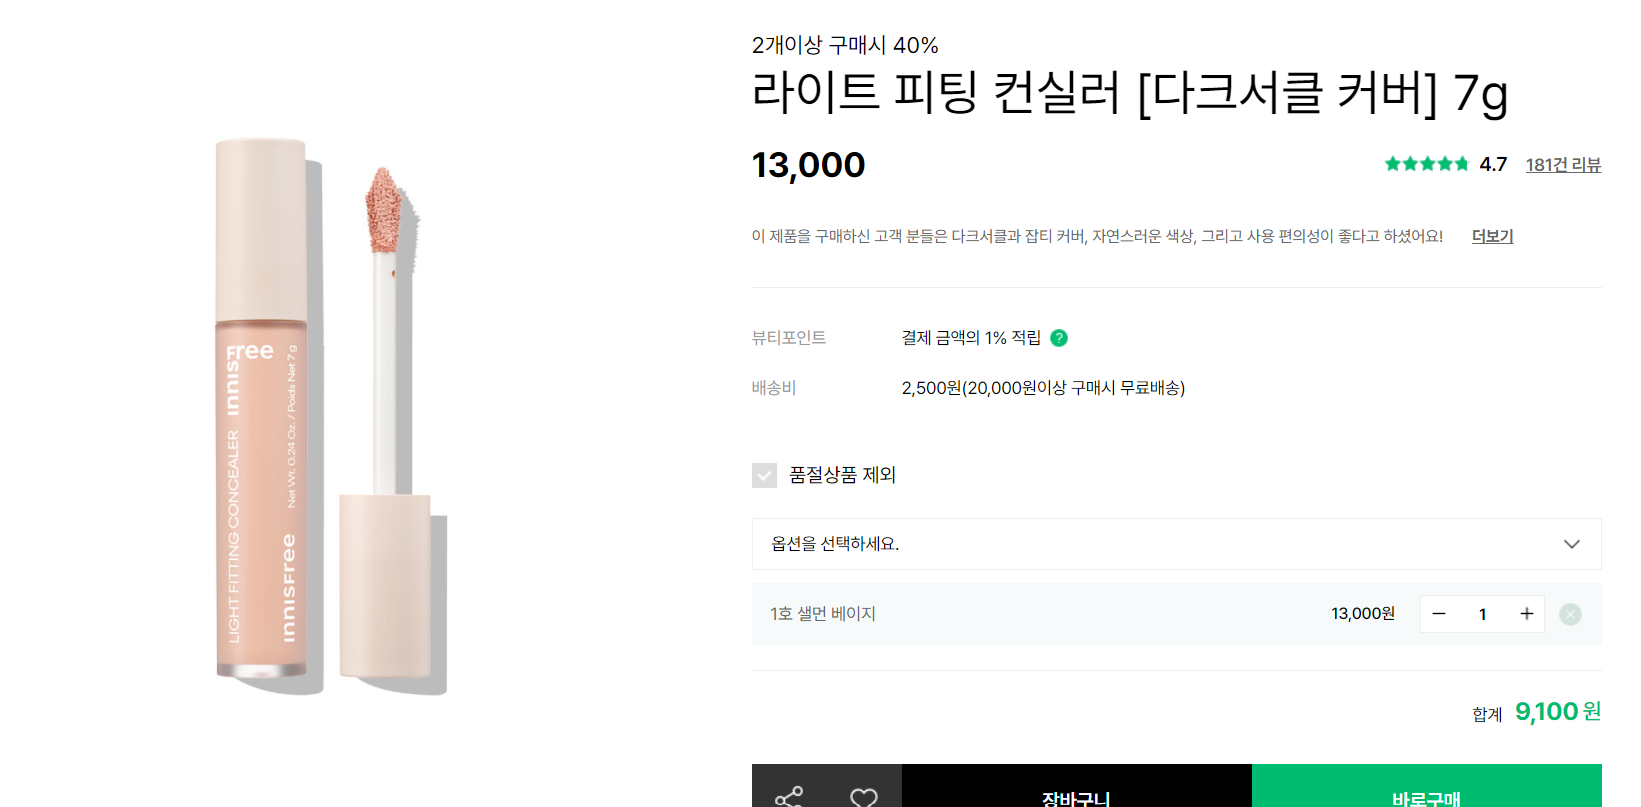 innisfree
LIGHT FITTING CONCEALER
Net Wt. 0.24 Oz. / Poids Net 7 g
innisfree
2개이상 구매시 40%
라이트 피팅 컨실러 [다크서클 커버] 7g
13,000
4.7 181건 리뷰
이 제품을 구매하신 고객 분들은 다크서클과 잡티 커버, 자연스러운 색상, 그리고 사용 편의성이 좋다고 하셨어요! 더보기
뷰티포인트 결제 금액의 1% 적립 ?
배송비 2,500원(20,000원이상 구매시 무료배송)
품절상품 제외
옵션을 선택하세요.
1호 샐먼 베이지 13,000원 1
합계 9,100 원
장바구니 바로구매